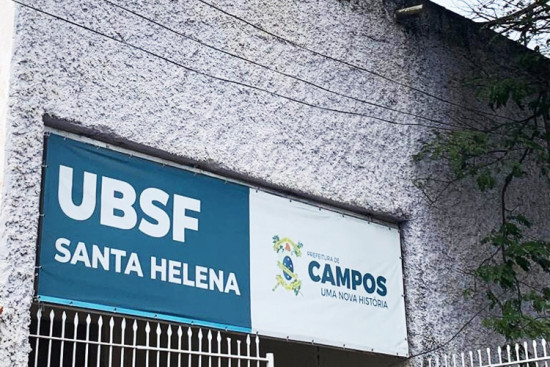 UBSF
SANTA HELENA
PREFEITURA DE
CAMPOS
UMA NOVA HISTÓRIA